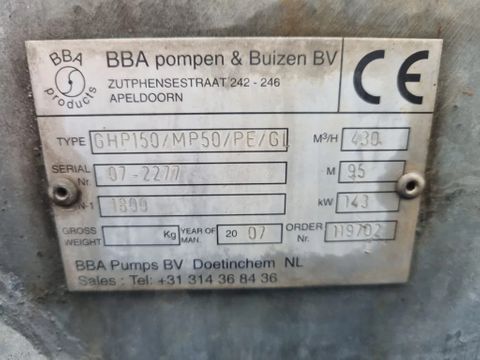 BBA products
BBA pompen & Buizen BV
ZUTPHENSESTRAAT 242 - 246
APELDOORN
CE
TYPE GHP150/MP50/PE/GL M³/H 430
SERIAL Nr. 07-2277 M 95
N-1 1800 kW 143
GROSS WEIGHT Kg YEAR OF MAN. 20 07 ORDER Nr. 119702
BBA Pumps BV Doetinchem NL
Sales : Tel; +31 314 36 84 36